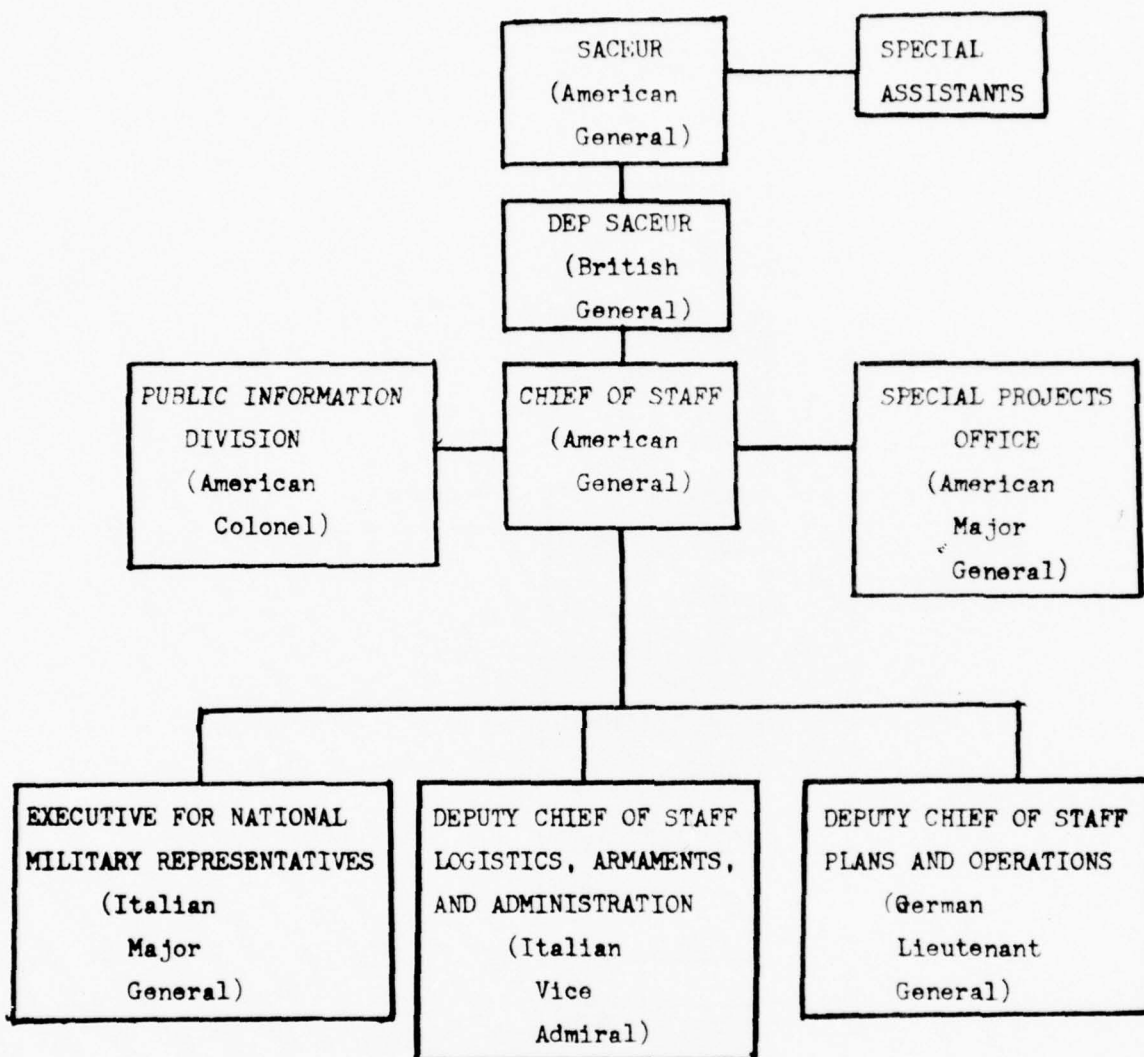 SACEUR
(American
General)
SPECIAL
ASSISTANTS
DEP SACEUR
(British
General)
PUBLIC INFORMATION
DIVISION
(American
Colonel)
CHIEF OF STAFF
(American
General)
SPECIAL PROJECTS
OFFICE
(American
Major
General)
EXECUTIVE FOR NATIONAL
MILITARY REPRESENTATIVES
(Italian
Major
General)
DEPUTY CHIEF OF STAFF
LOGISTICS, ARMAMENTS,
AND ADMINISTRATION
(Italian
Vice
Admiral)
DEPUTY CHIEF OF STAFF
PLANS AND OPERATIONS
(German
Lieutenant
General)